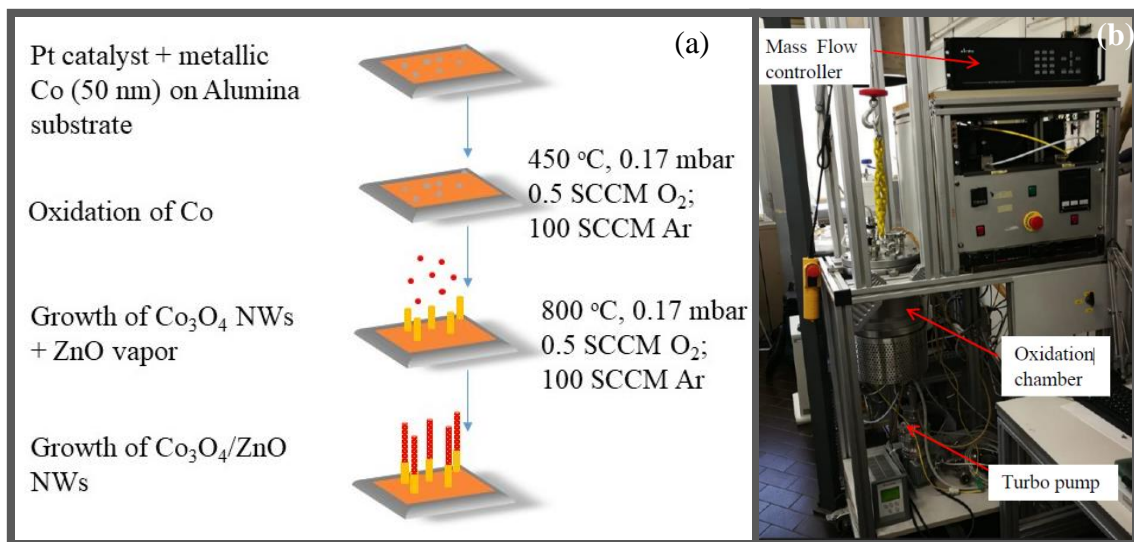 (a)
Pt catalyst + metallic
Co (50 nm) on Alumina
substrate
450 °C, 0.17 mbar
0.5 SCCM O₂;
100 SCCM Ar
Oxidation of Co
Growth of Co₃O₄ NWs
+ ZnO vapor
800 °C, 0.17 mbar
0.5 SCCM O₂;
100 SCCM Ar
Growth of Co₃O₄/ZnO
NWs
(b)
Mass Flow
controller
Oxidation
chamber
Turbo pump